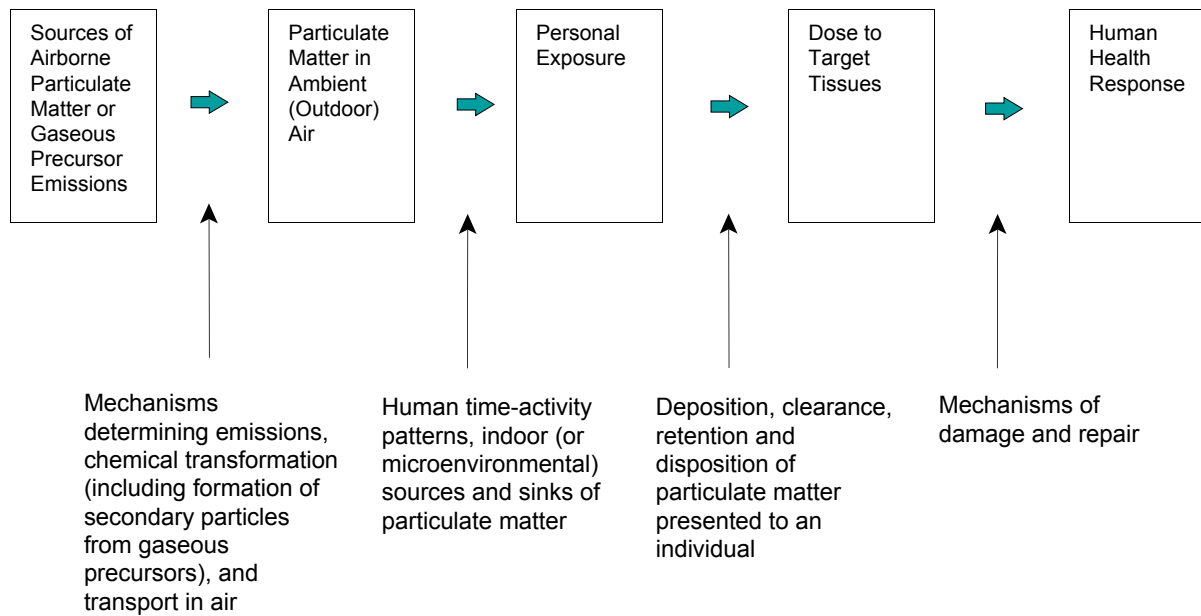 Sources of
Airborne
Particulate
Matter or
Gaseous
Precursor
Emissions
Particulate
Matter in
Ambient
(Outdoor)
Air
Personal
Exposure
Dose to
Target
Tissues
Human
Health
Response
Mechanisms
determining emissions,
chemical transformation
(including formation of
secondary particles
from gaseous
precursors), and
transport in air
Human time-activity
patterns, indoor (or
microenvironmental)
sources and sinks of
particulate matter
Deposition, clearance,
retention and
disposition of
particulate matter
presented to an
individual
Mechanisms of
damage and repair